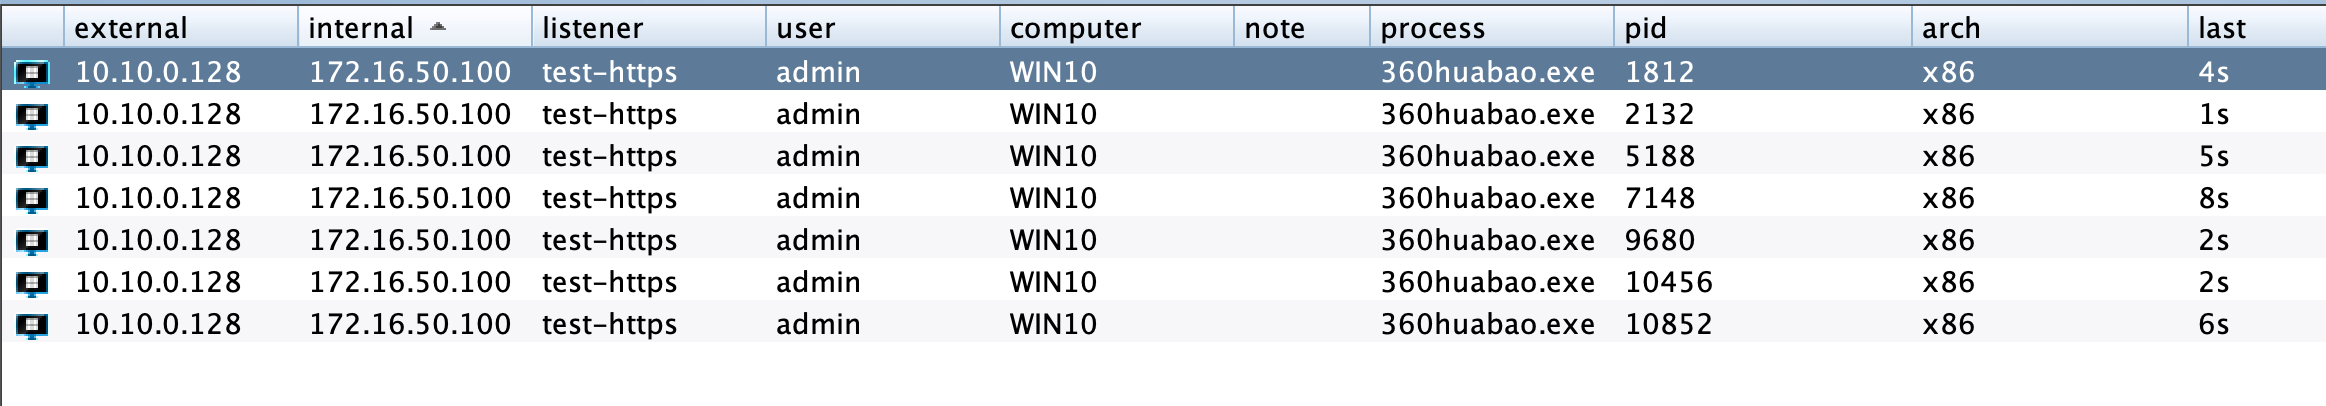 external internal listener user computer note process pid arch last
10.10.0.128 172.16.50.100 test-https admin WIN10 360huabao.exe 1812 x86 4s
10.10.0.128 172.16.50.100 test-https admin WIN10 360huabao.exe 2132 x86 1s
10.10.0.128 172.16.50.100 test-https admin WIN10 360huabao.exe 5188 x86 5s
10.10.0.128 172.16.50.100 test-https admin WIN10 360huabao.exe 7148 x86 8s
10.10.0.128 172.16.50.100 test-https admin WIN10 360huabao.exe 9680 x86 2s
10.10.0.128 172.16.50.100 test-https admin WIN10 360huabao.exe 10456 x86 2s
10.10.0.128 172.16.50.100 test-https admin WIN10 360huabao.exe 10852 x86 6s